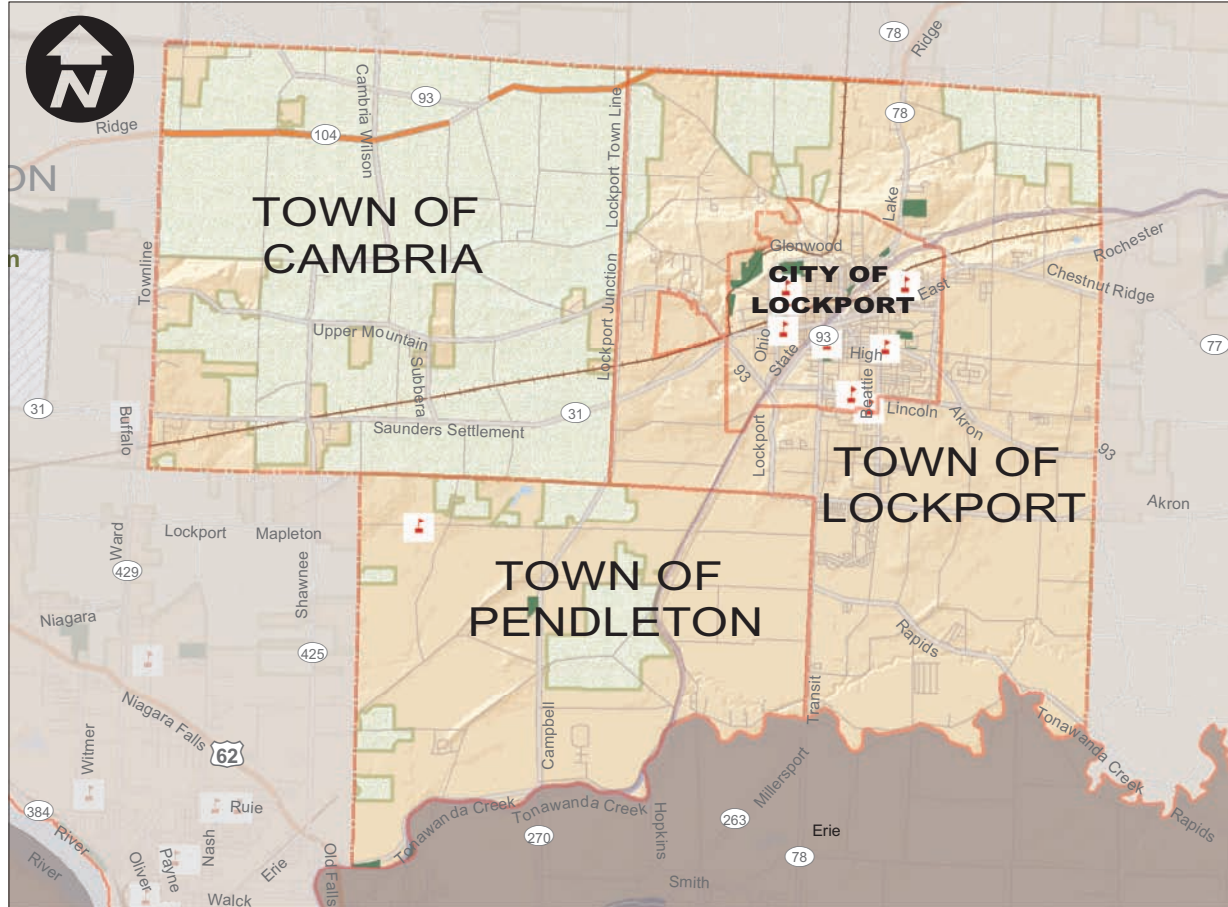 N
78
Ridge
Ridge
93
104
Cambria Wilson
Lockport Town Line
78
ON
TOWN OF
CAMBRIA
Lake
Glenwood
Rochester
n
Townline
CITY OF
LOCKPORT
East
Chestnut Ridge
Lockport Junction
Upper Mountain
Ohio
State
93
High
77
93
Subbera
Beattie
31
Buffalo
31
Saunders Settlement
Lincoln
Akron
Lockport
93
TOWN OF
LOCKPORT
Akron
Ward
Lockport
Mapleton
429
Shawnee
TOWN OF
PENDLETON
Niagara
425
Rapids
Niagara Falls
Witmer
62
Campbell
Transit
Tonawanda Creek
384
River
River
Ruie
Nash
Payne
Oliver
Erie
Walck
Old Falls
Tonawanda Creek
Tonawanda Creek
Hopkins
Millersport
263
270
Erie
78
Smith
Rapids